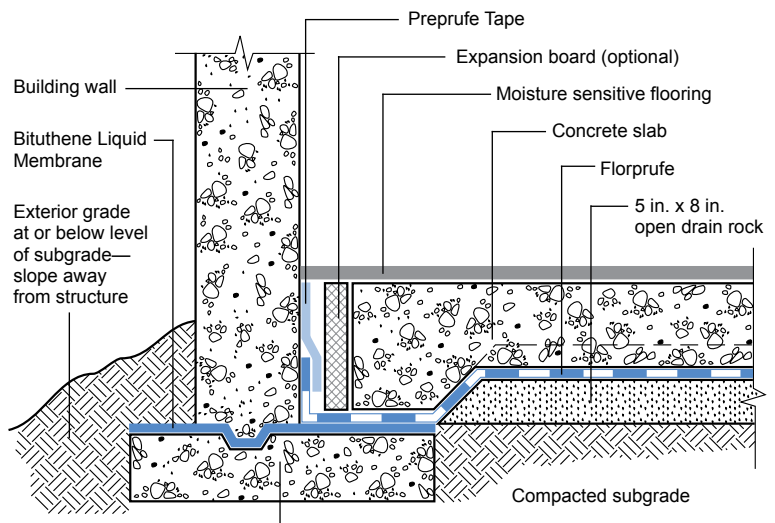 Preprufe Tape
Expansion board (optional)
Building wall
Moisture sensitive flooring
Bituthene Liquid
Membrane
Concrete slab
Florprufe
Exterior grade
at or below level
of subgrade—
slope away
from structure
5 in. x 8 in.
open drain rock
Compacted subgrade